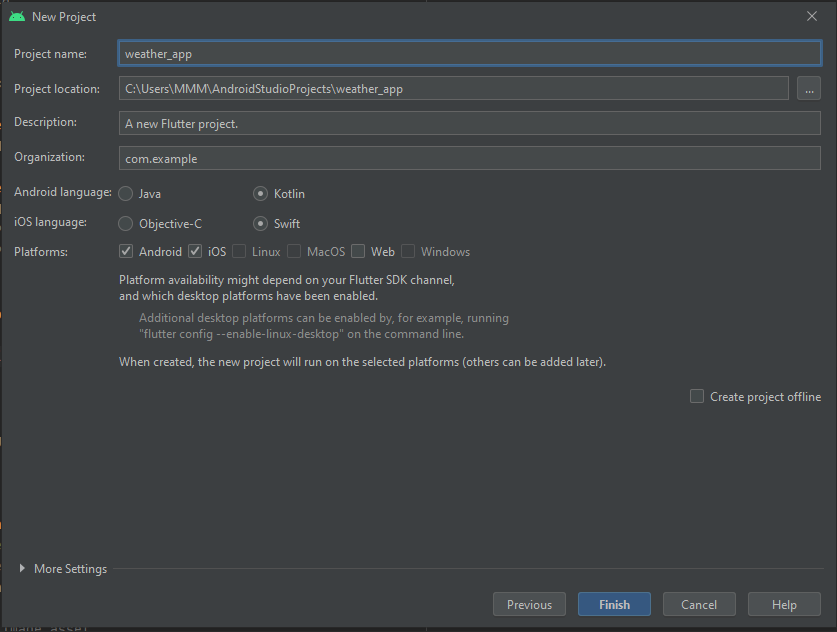 New Project
Project name: weather_app
Project location: C:\Users\MMM\AndroidStudioProjects\weather_app ...
Description: A new Flutter project.
Organization: com.example
Android language: Java Kotlin
iOS language: Objective-C Swift
Platforms: Android iOS Linux MacOS Web Windows
Platform availability might depend on your Flutter SDK channel,
and which desktop platforms have been enabled.
Additional desktop platforms can be enabled by, for example, running
"flutter config --enable-linux-desktop" on the command line.
When created, the new project will run on the selected platforms (others can be added later).
Create project offline
More Settings
Previous Finish Cancel Help